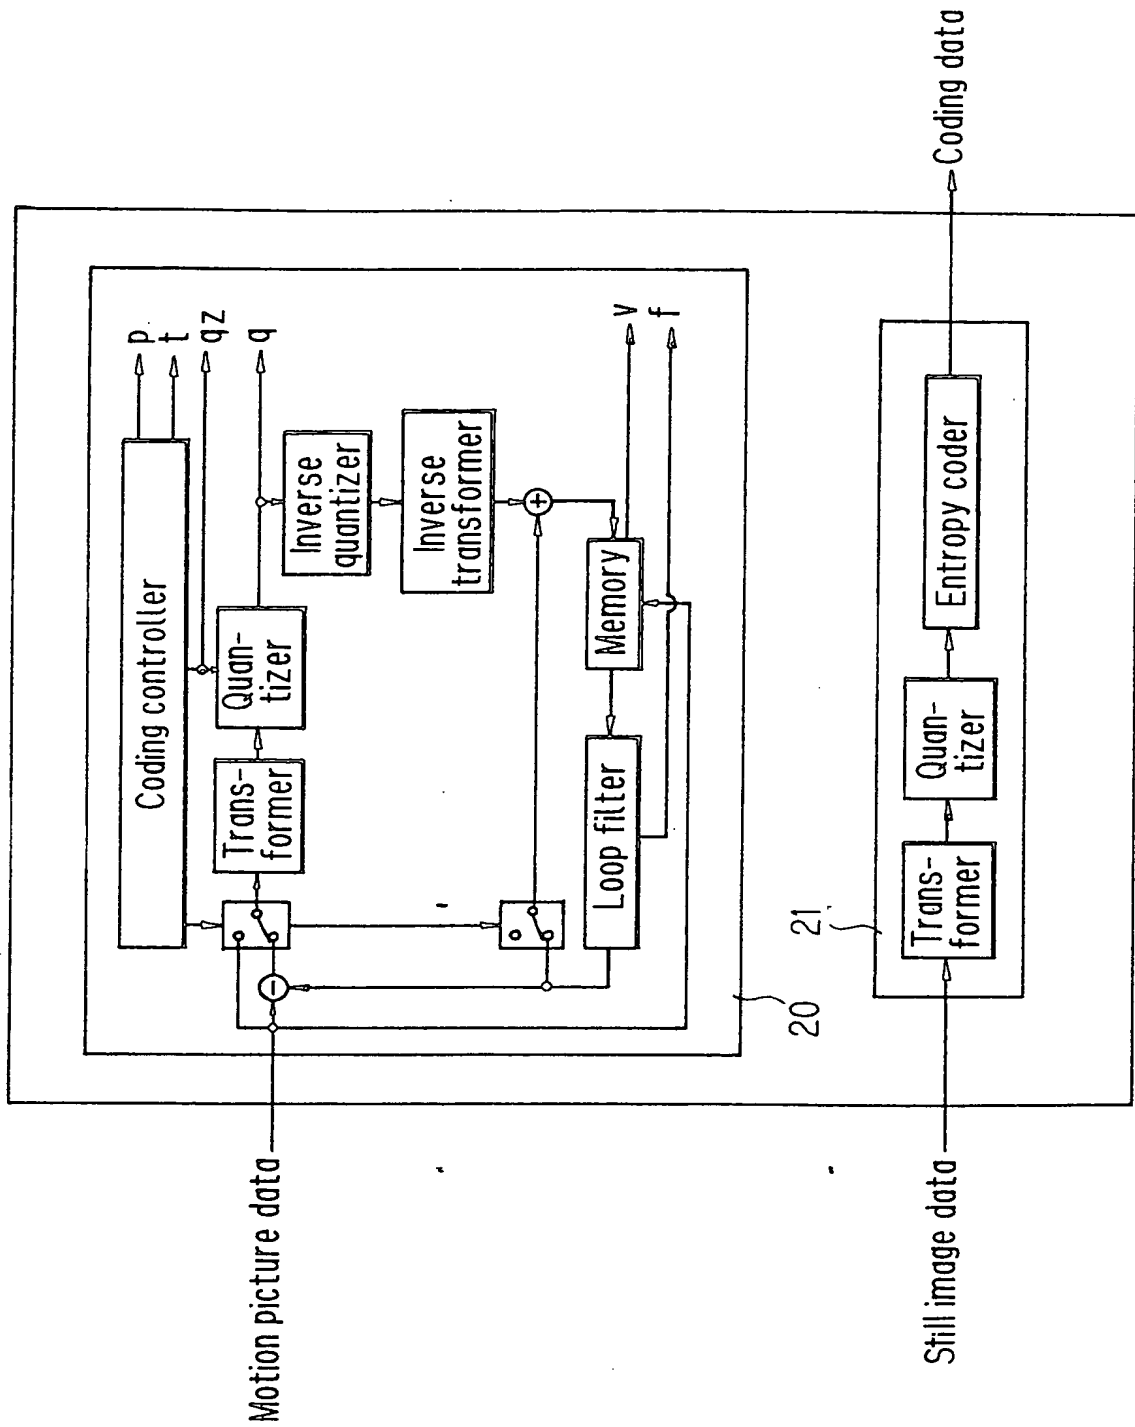 Motion picture data
Coding controller
p
t
qz
q
Trans-
former
Quan-
tizer
Inverse
quantizer
Inverse
transformer
−
+
Memory
Loop filter
v
f
20
Still image data
21
Trans-
former
Quan-
tizer
Entropy coder
Coding data